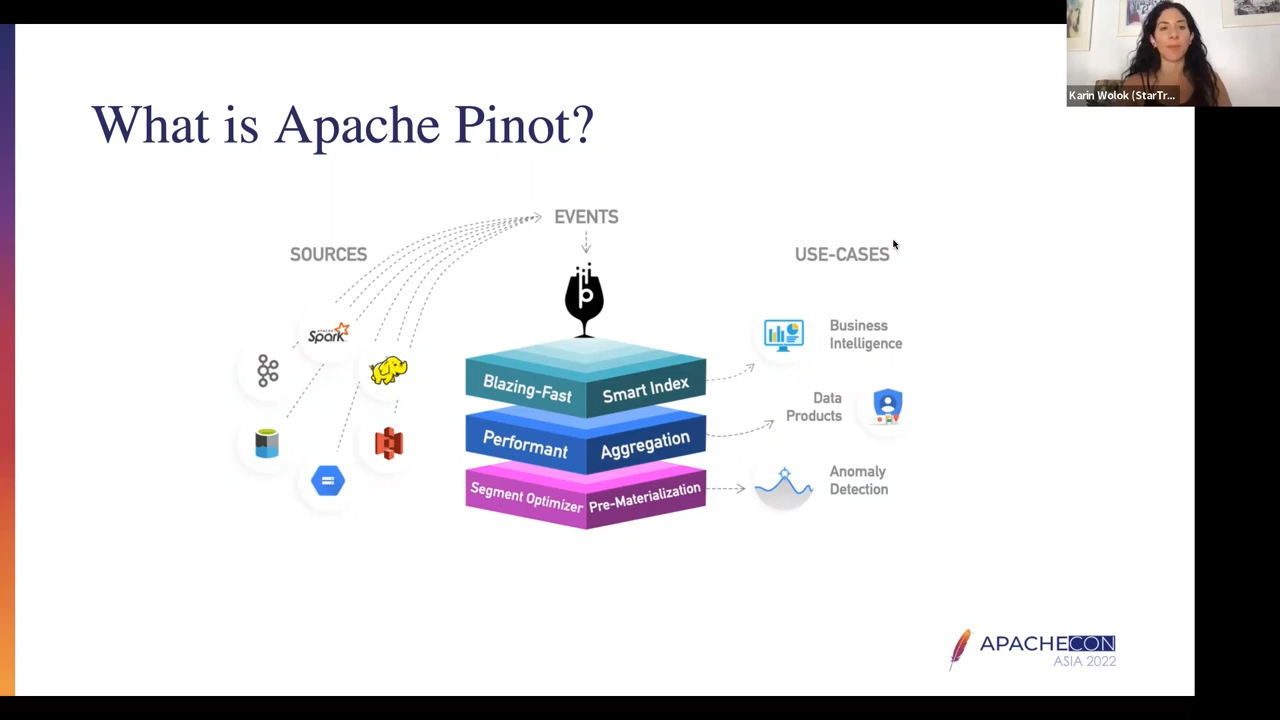 Karin Wolok (StarTr...
What is Apache Pinot?
EVENTS
SOURCES
USE-CASES
APACHE
Spark
Business
Intelligence
Blazing-Fast
Smart Index
Data
Products
Performant
Aggregation
Segment Optimizer
Pre-Materialization
Anomaly
Detection
APACHECON
ASIA 2022